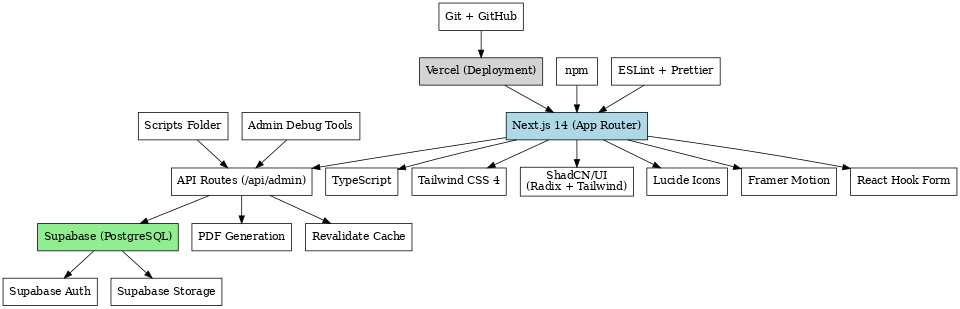 Git + GitHub
Vercel (Deployment)
npm
ESLint + Prettier
Scripts Folder
Admin Debug Tools
Next.js 14 (App Router)
API Routes (/api/admin)
TypeScript
Tailwind CSS 4
ShadCN/UI
(Radix + Tailwind)
Lucide Icons
Framer Motion
React Hook Form
Supabase (PostgreSQL)
PDF Generation
Revalidate Cache
Supabase Auth
Supabase Storage